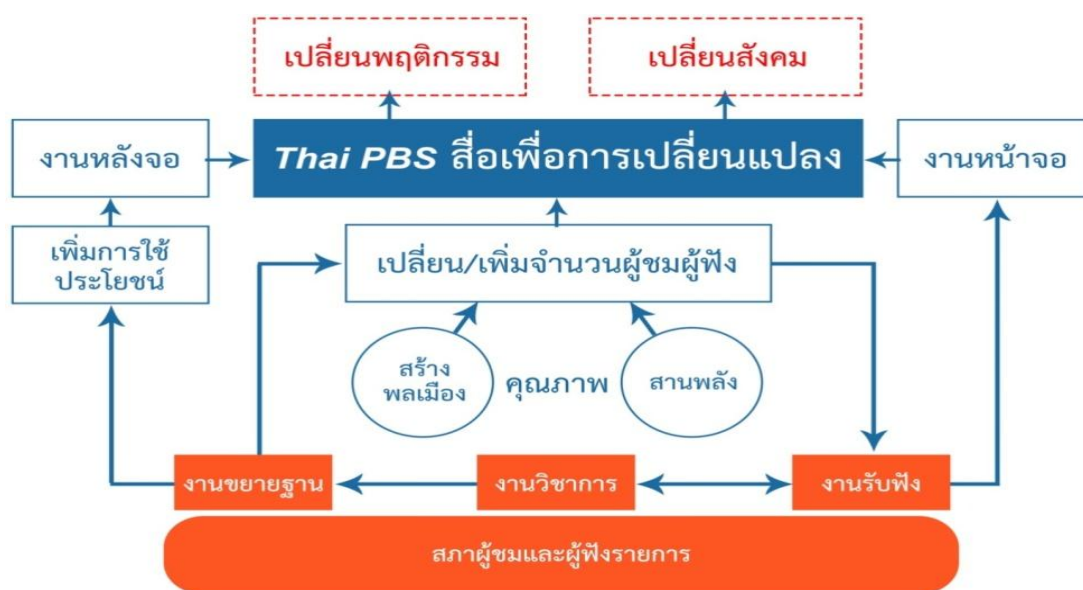 เปลี่ยนพฤติกรรม
เปลี่ยนสังคม
งานหลังจอ
Thai PBS สื่อเพื่อการเปลี่ยนแปลง
งานหน้าจอ
เพิ่มการใช้
ประโยชน์
เปลี่ยน/เพิ่มจำนวนผู้ชมผู้ฟัง
สร้าง
พลเมือง
คุณภาพ
สานพลัง
งานขยายฐาน
งานวิชาการ
งานรับฟัง
สภาผู้ชมและผู้ฟังรายการ